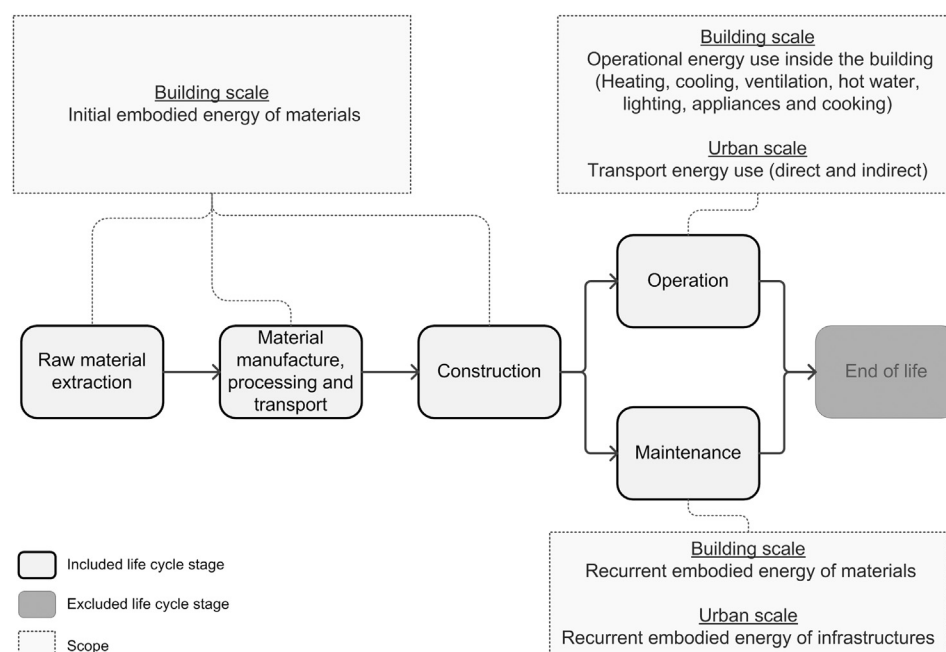 Building scale
Initial embodied energy of materials
Building scale
Operational energy use inside the building
(Heating, cooling, ventilation, hot water,
lighting, appliances and cooking)
Urban scale
Transport energy use (direct and indirect)
Raw material
extraction
Material
manufacture,
processing and
transport
Construction
Operation
Maintenance
End of life
Building scale
Recurrent embodied energy of materials
Urban scale
Recurrent embodied energy of infrastructures
Included life cycle stage
Excluded life cycle stage
Scope